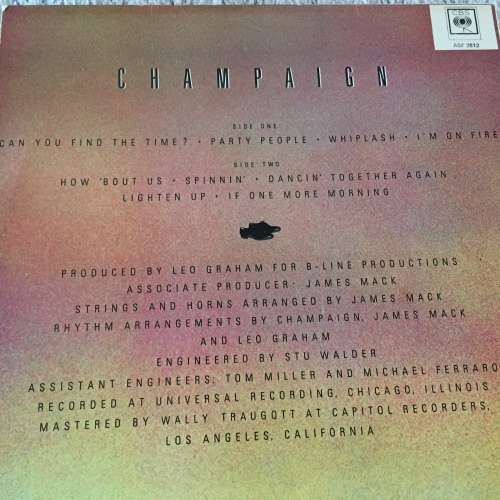 CBS
ASF 2812
CHAMPAIGN
SIDE ONE
CAN YOU FIND THE TIME? • PARTY PEOPLE • WHIPLASH • I'M ON FIRE
SIDE TWO
HOW 'BOUT US • SPINNIN' • DANCIN' TOGETHER AGAIN
LIGHTEN UP • IF ONE MORE MORNING
PRODUCED BY LEO GRAHAM FOR B-LINE PRODUCTIONS
ASSOCIATE PRODUCER: JAMES MACK
STRINGS AND HORNS ARRANGED BY JAMES MACK
RHYTHM ARRANGEMENTS BY CHAMPAIGN, JAMES MACK
AND LEO GRAHAM
ENGINEERED BY STU WALDER
ASSISTANT ENGINEERS, TOM MILLER AND MICHAEL FERRARO
RECORDED AT UNIVERSAL RECORDING, CHICAGO, ILLINOIS
MASTERED BY WALLY TRAUGOTT AT CAPITOL RECORDERS,
LOS ANGELES, CALIFORNIA